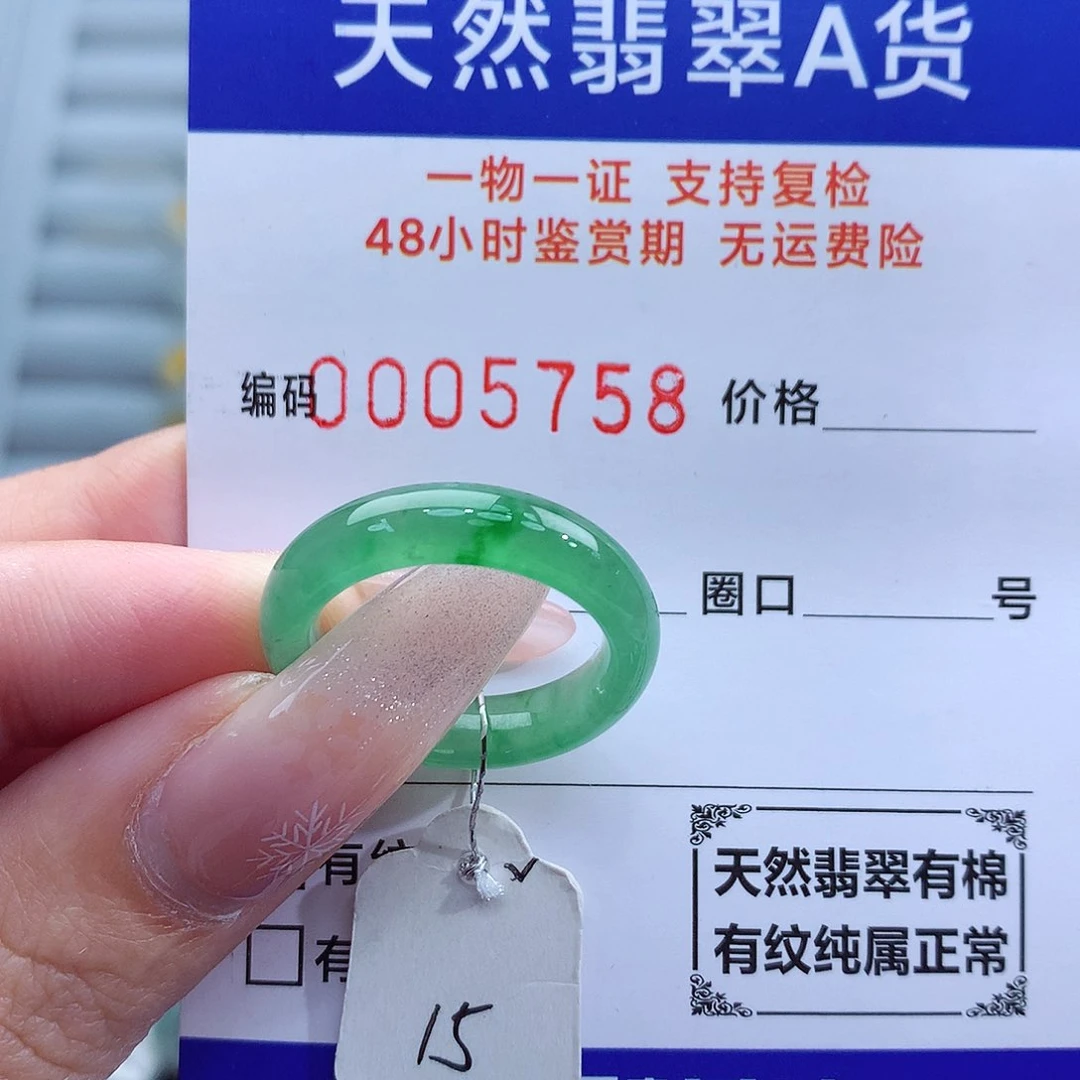 天然翡翠A货
一物一证 支持复检
48小时鉴赏期 无运费险
编码0005758 价格
圈口 号
有
天然翡翠有棉
有纹纯属正常
有
15